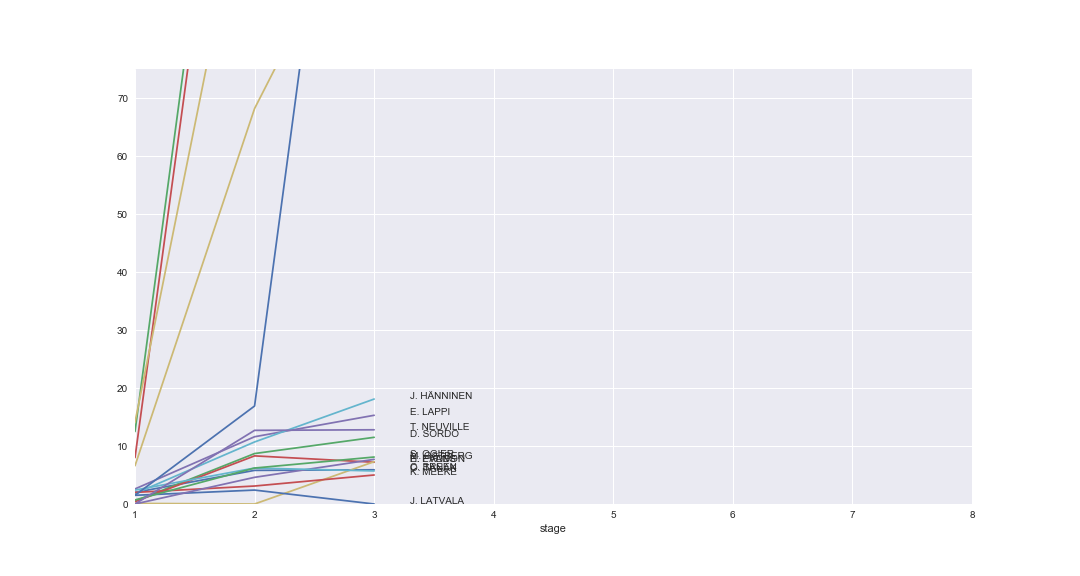 70
60
50
40
30
20
10
0
J. HÄNNINEN
E. LAPPI
T. NEUVILLE
D. SORDO
K. MEEKE
J. LATVALA
1 2 3 4 5 6 7 8
stage